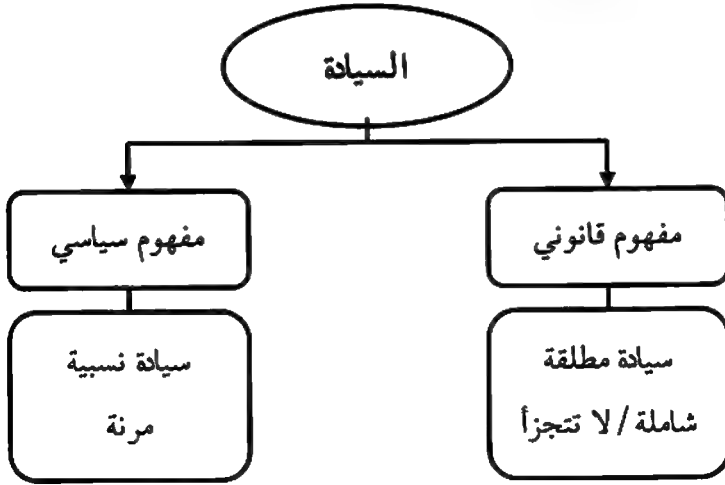 السيادة
مفهوم قانوني
مفهوم سياسي
سيادة مطلقة
شاملة / لا تتجزأ
سيادة نسبية
مرنة